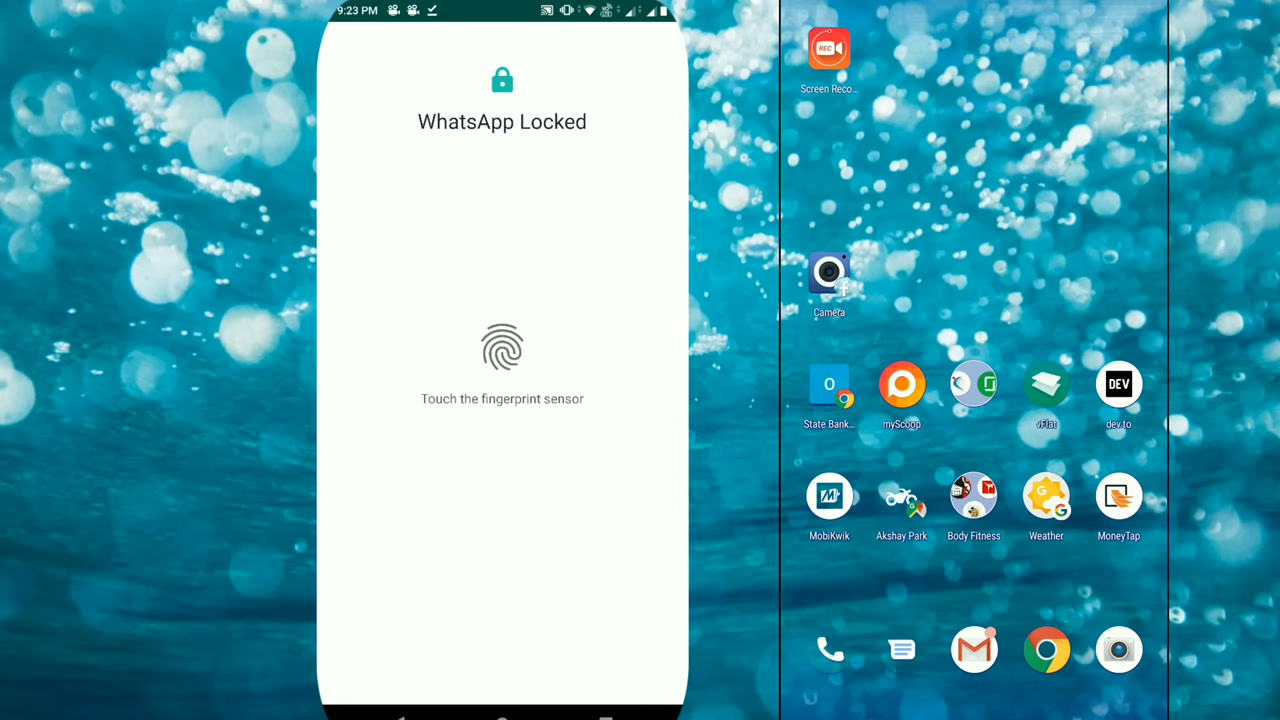 9:23 PM
WhatsApp Locked
Touch the fingerprint sensor
REC
Screen Reco...
Camera
O
DEV
State Bank...
myScoop
vFlat
dev.to
MobiKwik
Akshay Park
Body Fitness
Weather
MoneyTap